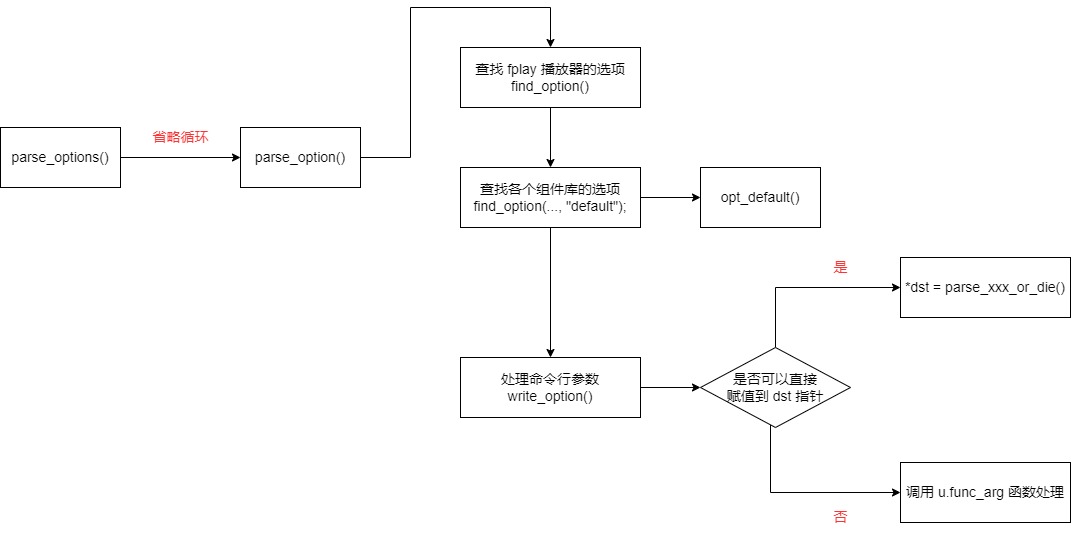 查找 fplay 播放器的选项
find_option()
省略循环
parse_options()
parse_option()
查找各个组件库的选项
find_option(..., "default");
opt_default()
是
*dst = parse_xxx_or_die()
处理命令行参数
write_option()
是否可以直接
赋值到 dst 指针
调用 u.func_arg 函数处理
否